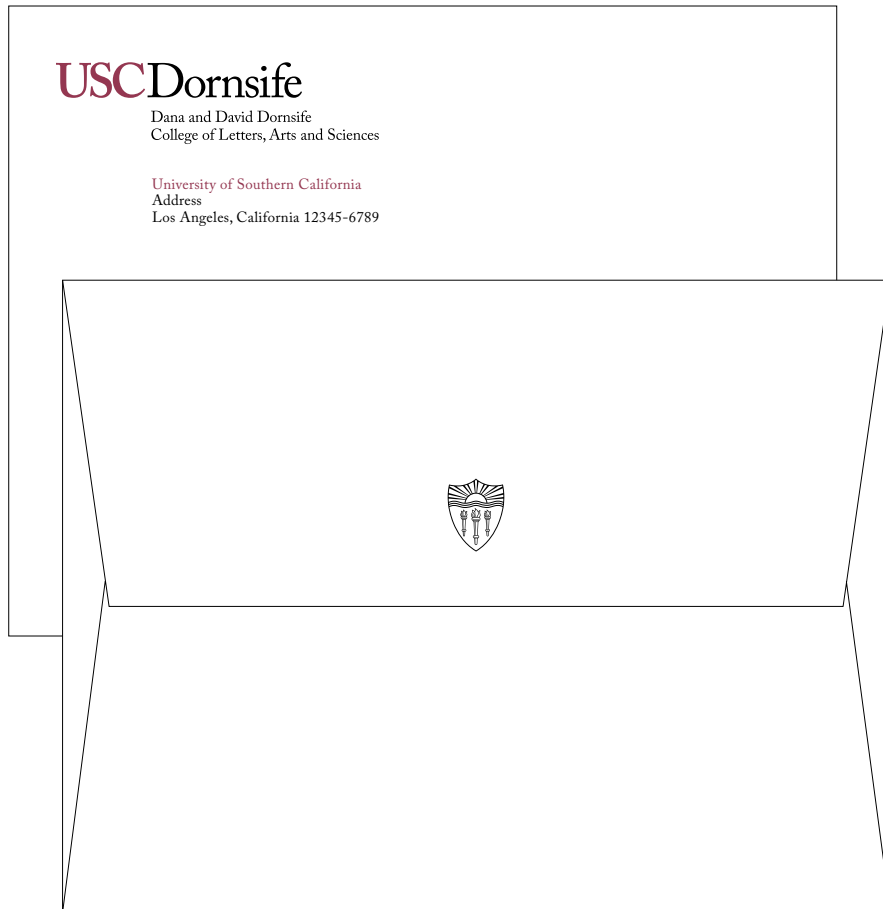 USCDornsife
Dana and David Dornsife
College of Letters, Arts and Sciences
University of Southern California
Address
Los Angeles, California 12345-6789